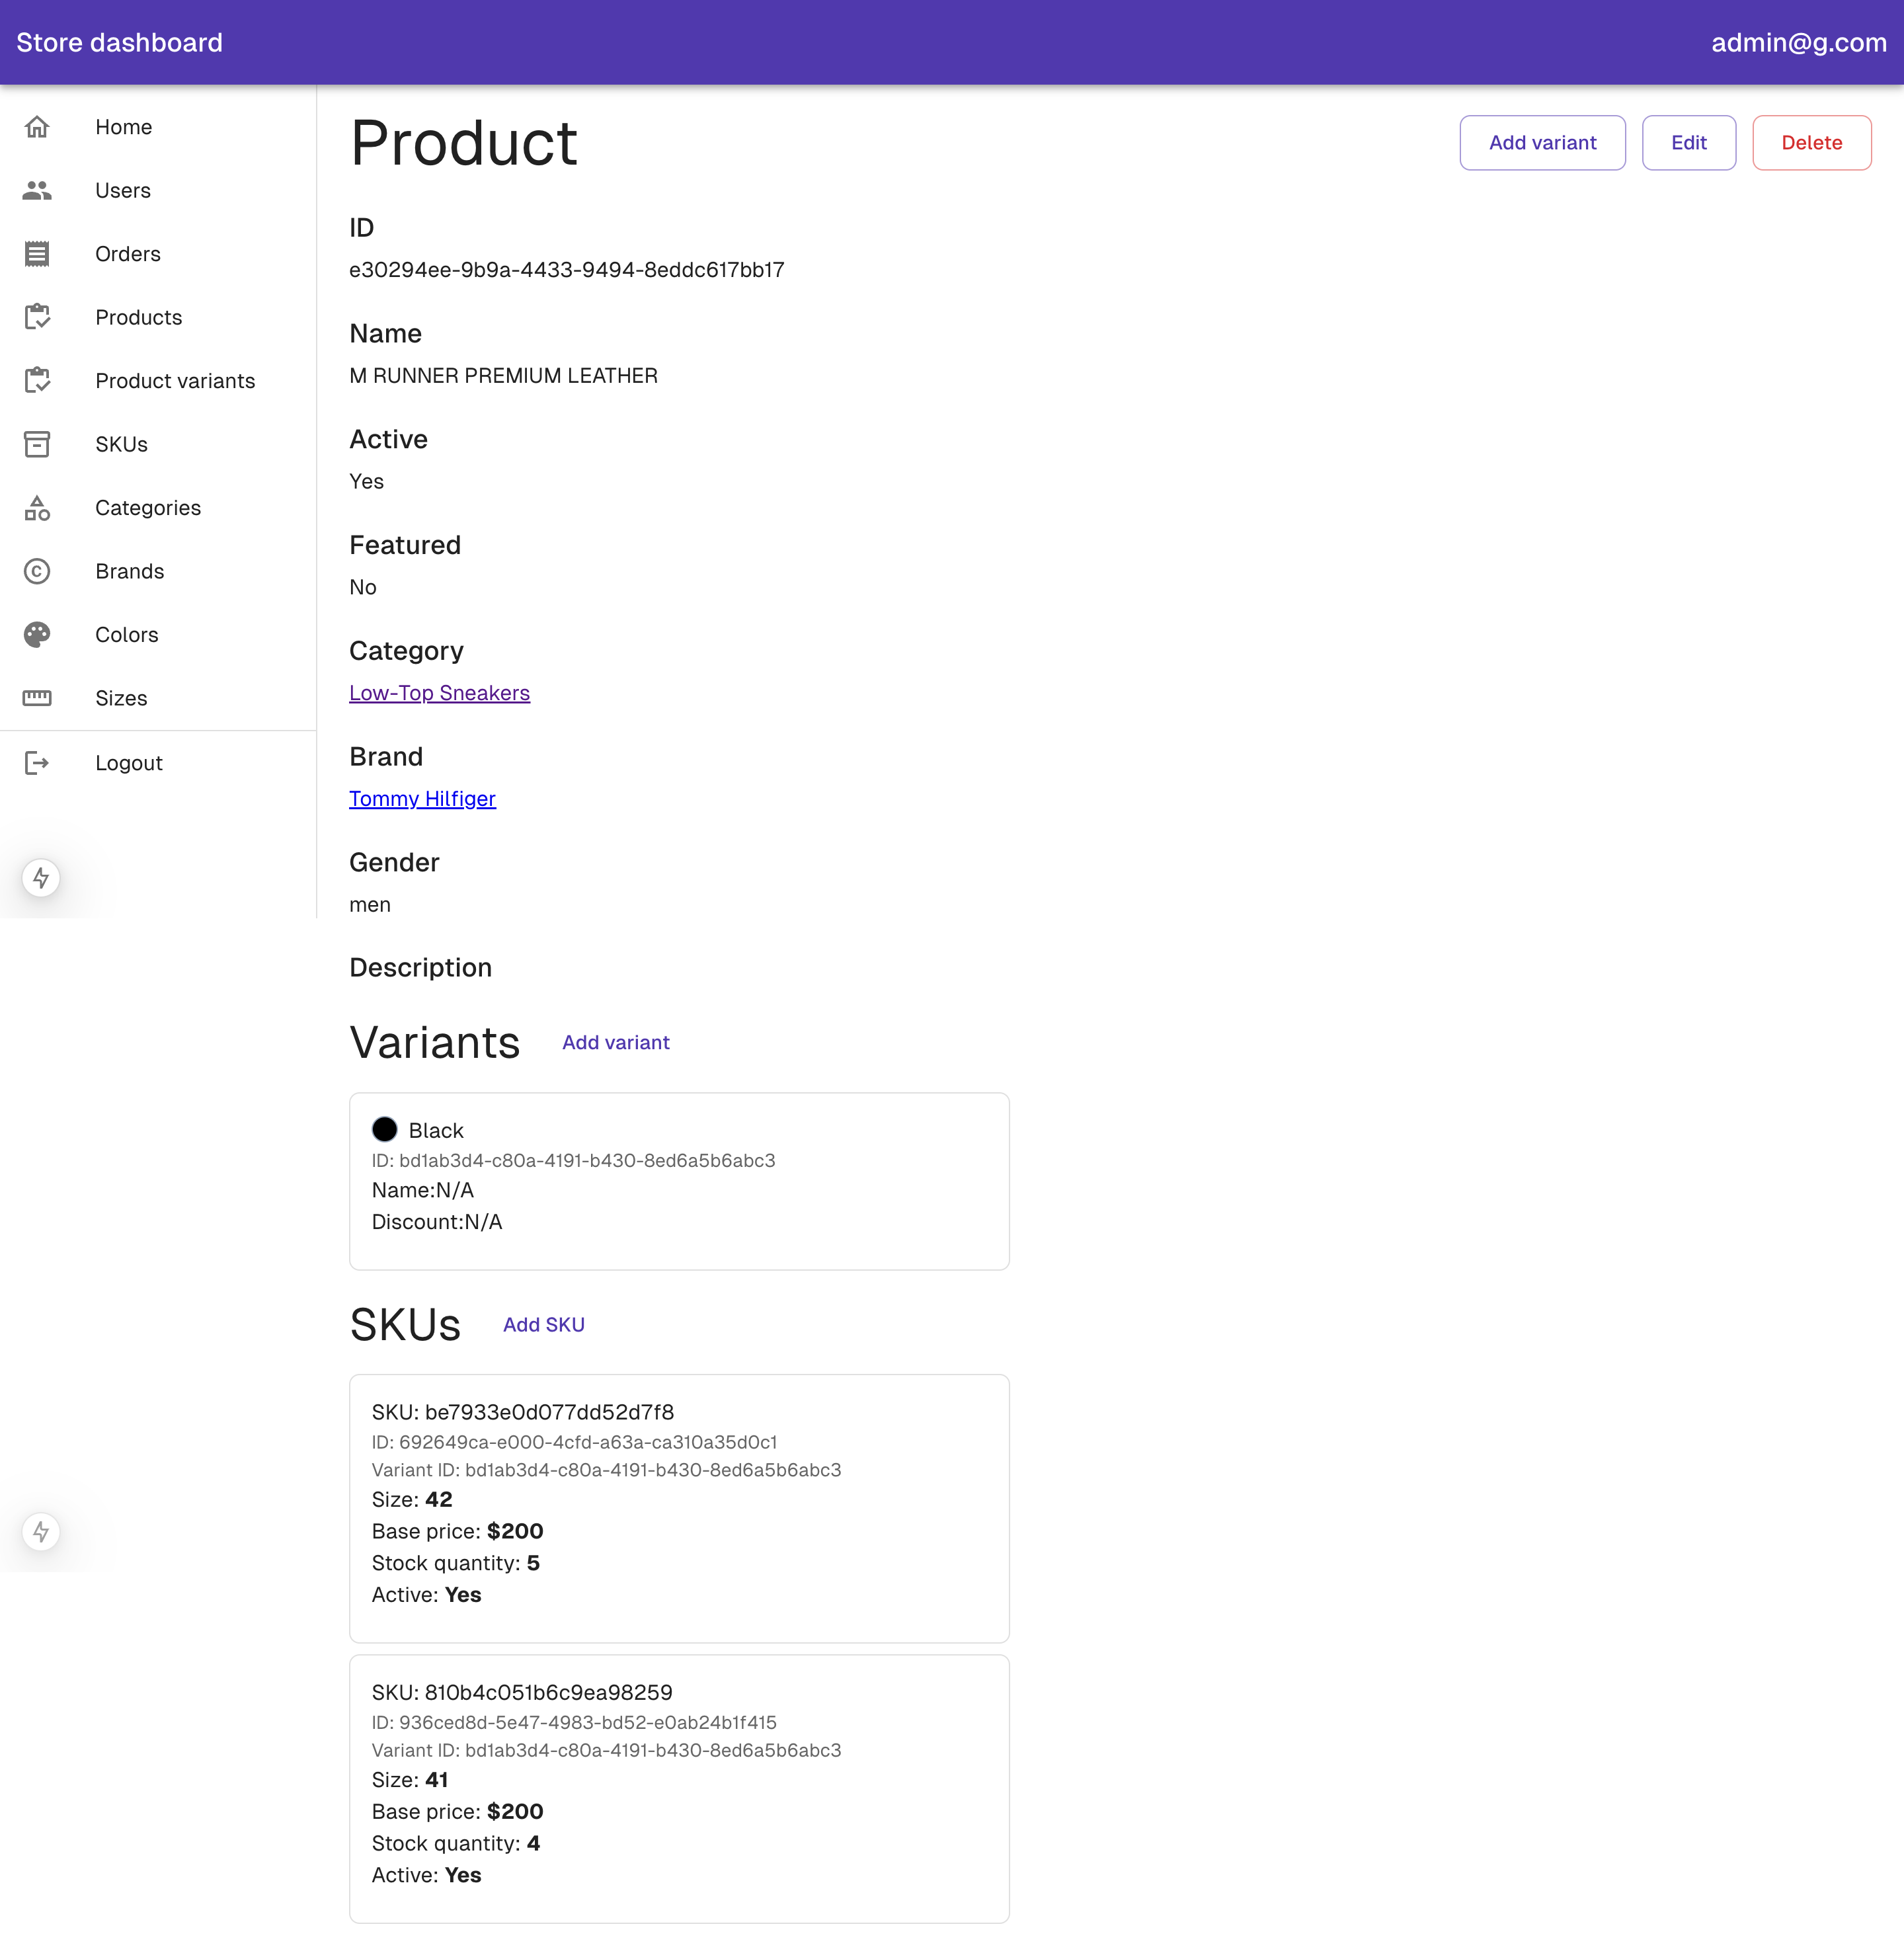 Store dashboard
admin@g.com
Home
Users
Orders
Products
Product variants
SKUs
Categories
Brands
Colors
Sizes
Logout
Product
Add variant
Edit
Delete
ID
e30294ee-9b9a-4433-9494-8eddc617bb17
Name
M RUNNER PREMIUM LEATHER
Active
Yes
Featured
No
Category
Low-Top Sneakers
Brand
Tommy Hilfiger
Gender
men
Description
Variants
Add variant
Black
ID: bd1ab3d4-c80a-4191-b430-8ed6a5b6abc3
Name:N/A
Discount:N/A
SKUs
Add SKU
SKU: be7933e0d077dd52d7f8
ID: 692649ca-e000-4cfd-a63a-ca310a35d0c1
Variant ID: bd1ab3d4-c80a-4191-b430-8ed6a5b6abc3
Size: 42
Base price: $200
Stock quantity: 5
Active: Yes
SKU: 810b4c051b6c9ea98259
ID: 936ced8d-5e47-4983-bd52-e0ab24b1f415
Variant ID: bd1ab3d4-c80a-4191-b430-8ed6a5b6abc3
Size: 41
Base price: $200
Stock quantity: 4
Active: Yes